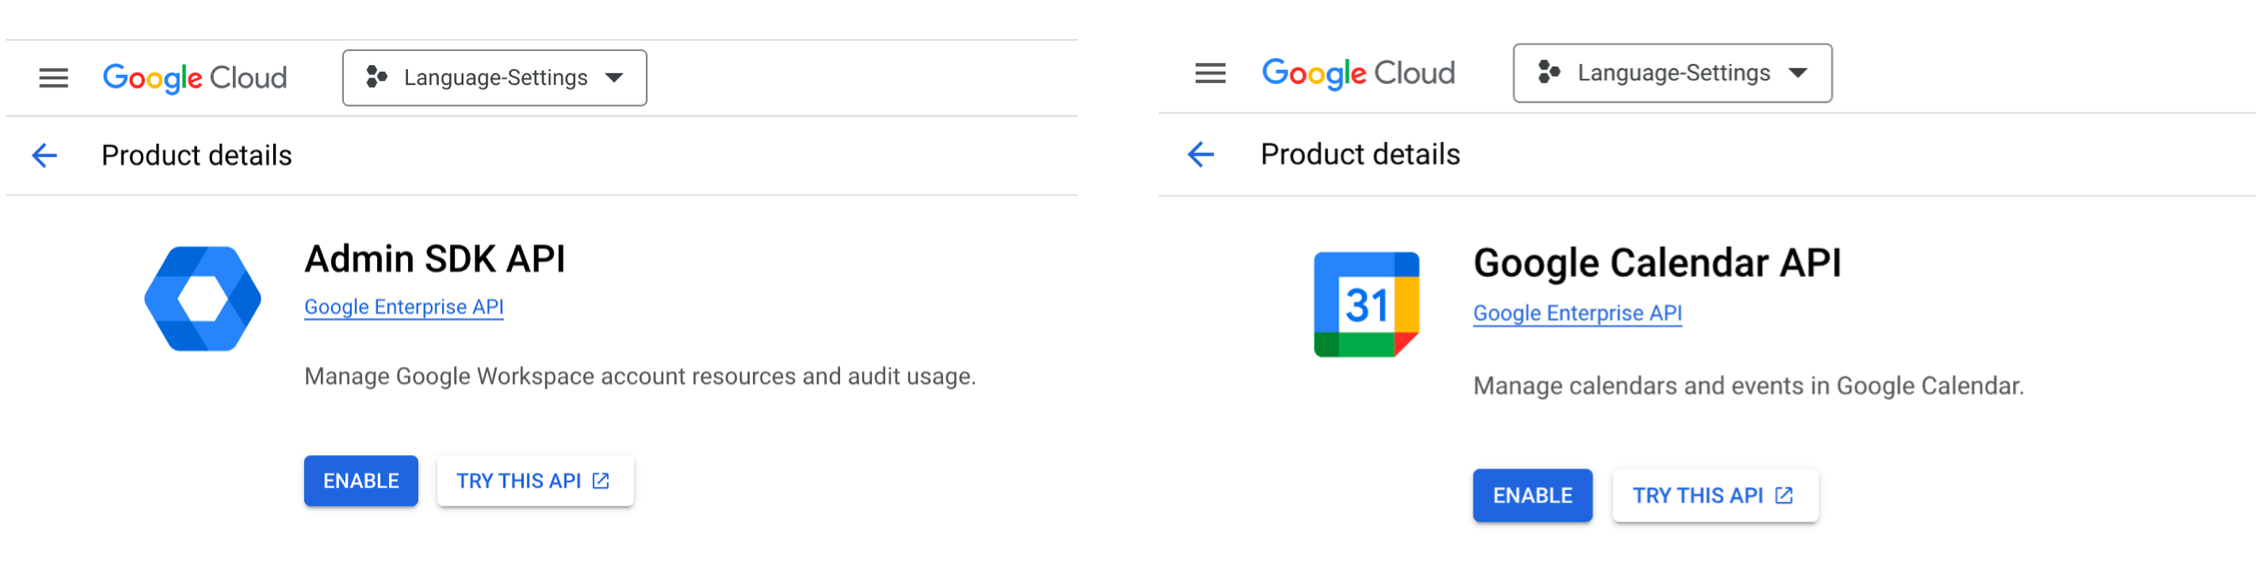 Google Cloud Language-Settings
Product details
Admin SDK API
Google Enterprise API
Manage Google Workspace account resources and audit usage.
ENABLE TRY THIS API
Google Cloud Language-Settings
Product details
31
Google Calendar API
Google Enterprise API
Manage calendars and events in Google Calendar.
ENABLE TRY THIS API